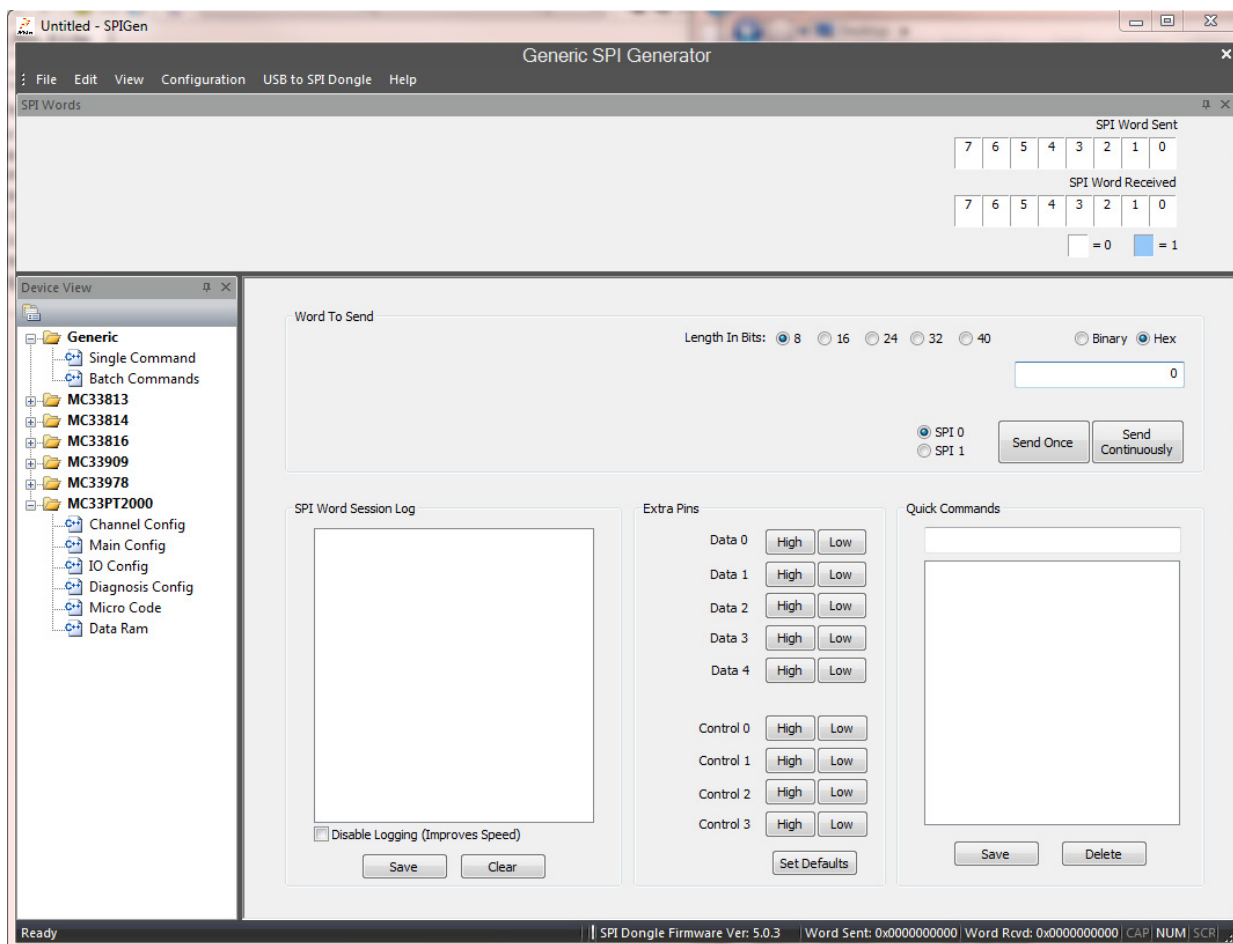 Untitled - SPIGen
Generic SPI Generator
File Edit View Configuration USB to SPI Dongle Help
SPI Words
SPI Word Sent
7 6 5 4 3 2 1 0
SPI Word Received
7 6 5 4 3 2 1 0
= 0 = 1
Device View
Generic
Single Command
Batch Commands
MC33813
MC33814
MC33816
MC33909
MC33978
MC33PT2000
Channel Config
Main Config
IO Config
Diagnosis Config
Micro Code
Data Ram
Word To Send
Length In Bits: 8 16 24 32 40 Binary Hex
0
SPI 0
SPI 1
Send Once
Send Continuously
SPI Word Session Log
Disable Logging (Improves Speed)
Save Clear
Extra Pins
Data 0 High Low
Data 1 High Low
Data 2 High Low
Data 3 High Low
Data 4 High Low
Control 0 High Low
Control 1 High Low
Control 2 High Low
Control 3 High Low
Set Defaults
Quick Commands
Save Delete
Ready
SPI Dongle Firmware Ver: 5.0.3 Word Sent: 0x0000000000 Word Rcvd: 0x0000000000 CAP NUM SCRL